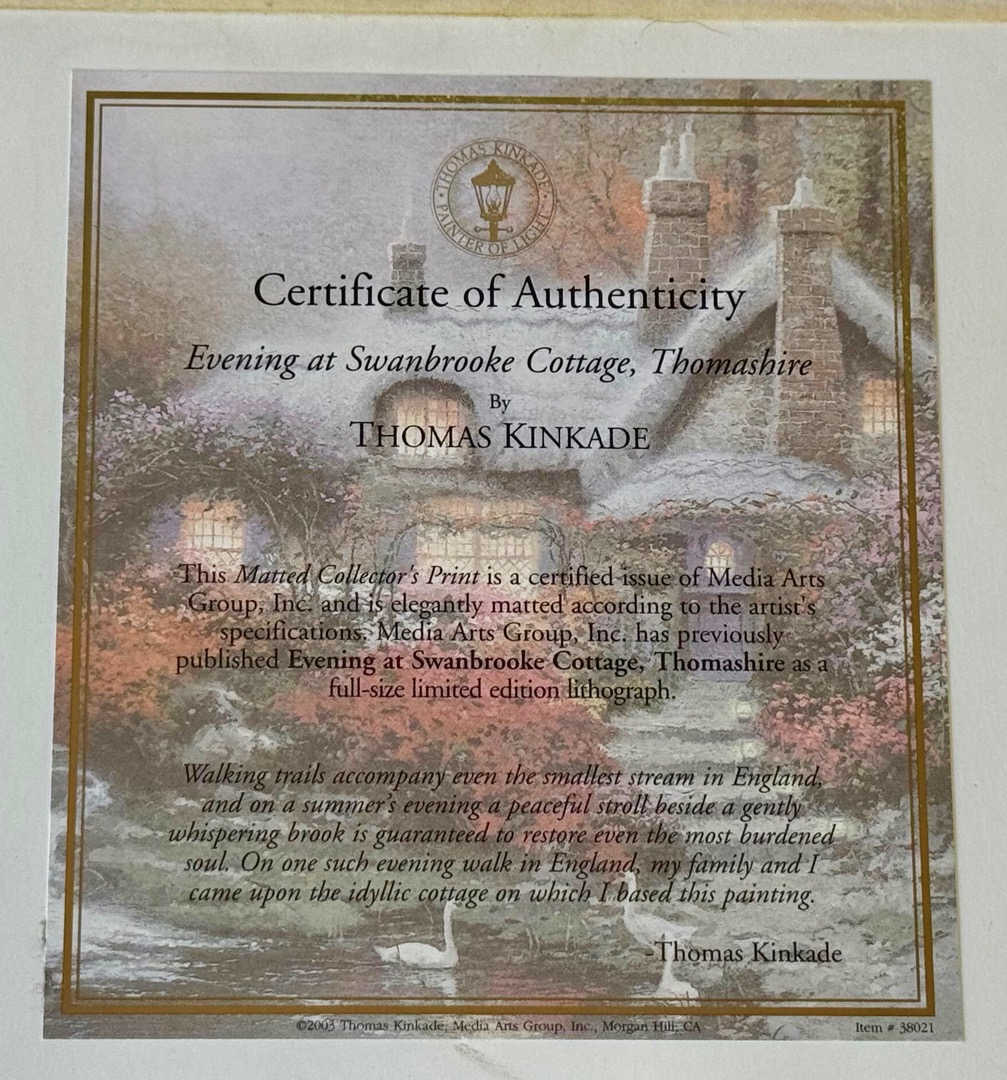 THOMAS KINKADE
PAINTER OF LIGHT
Certificate of Authenticity
Evening at Swanbrooke Cottage, Thomashire
By
THOMAS KINKADE
This Matted Collector's Print is a certified issue of Media Arts
Group, Inc. and is elegantly matted according to the artist's
specifications. Media Arts Group, Inc. has previously
published Evening at Swanbrooke Cottage, Thomashire as a
full-size limited edition lithograph.
Walking trails accompany even the smallest stream in England,
and on a summer's evening a peaceful stroll beside a gently
whispering brook is guaranteed to restore even the most burdened
soul. On one such evening walk in England, my family and I
came upon the idyllic cottage on which I based this painting.
-Thomas Kinkade
©2003 Thomas Kinkade, Media Arts Group, Inc., Morgan Hill, CA
Item # 38021